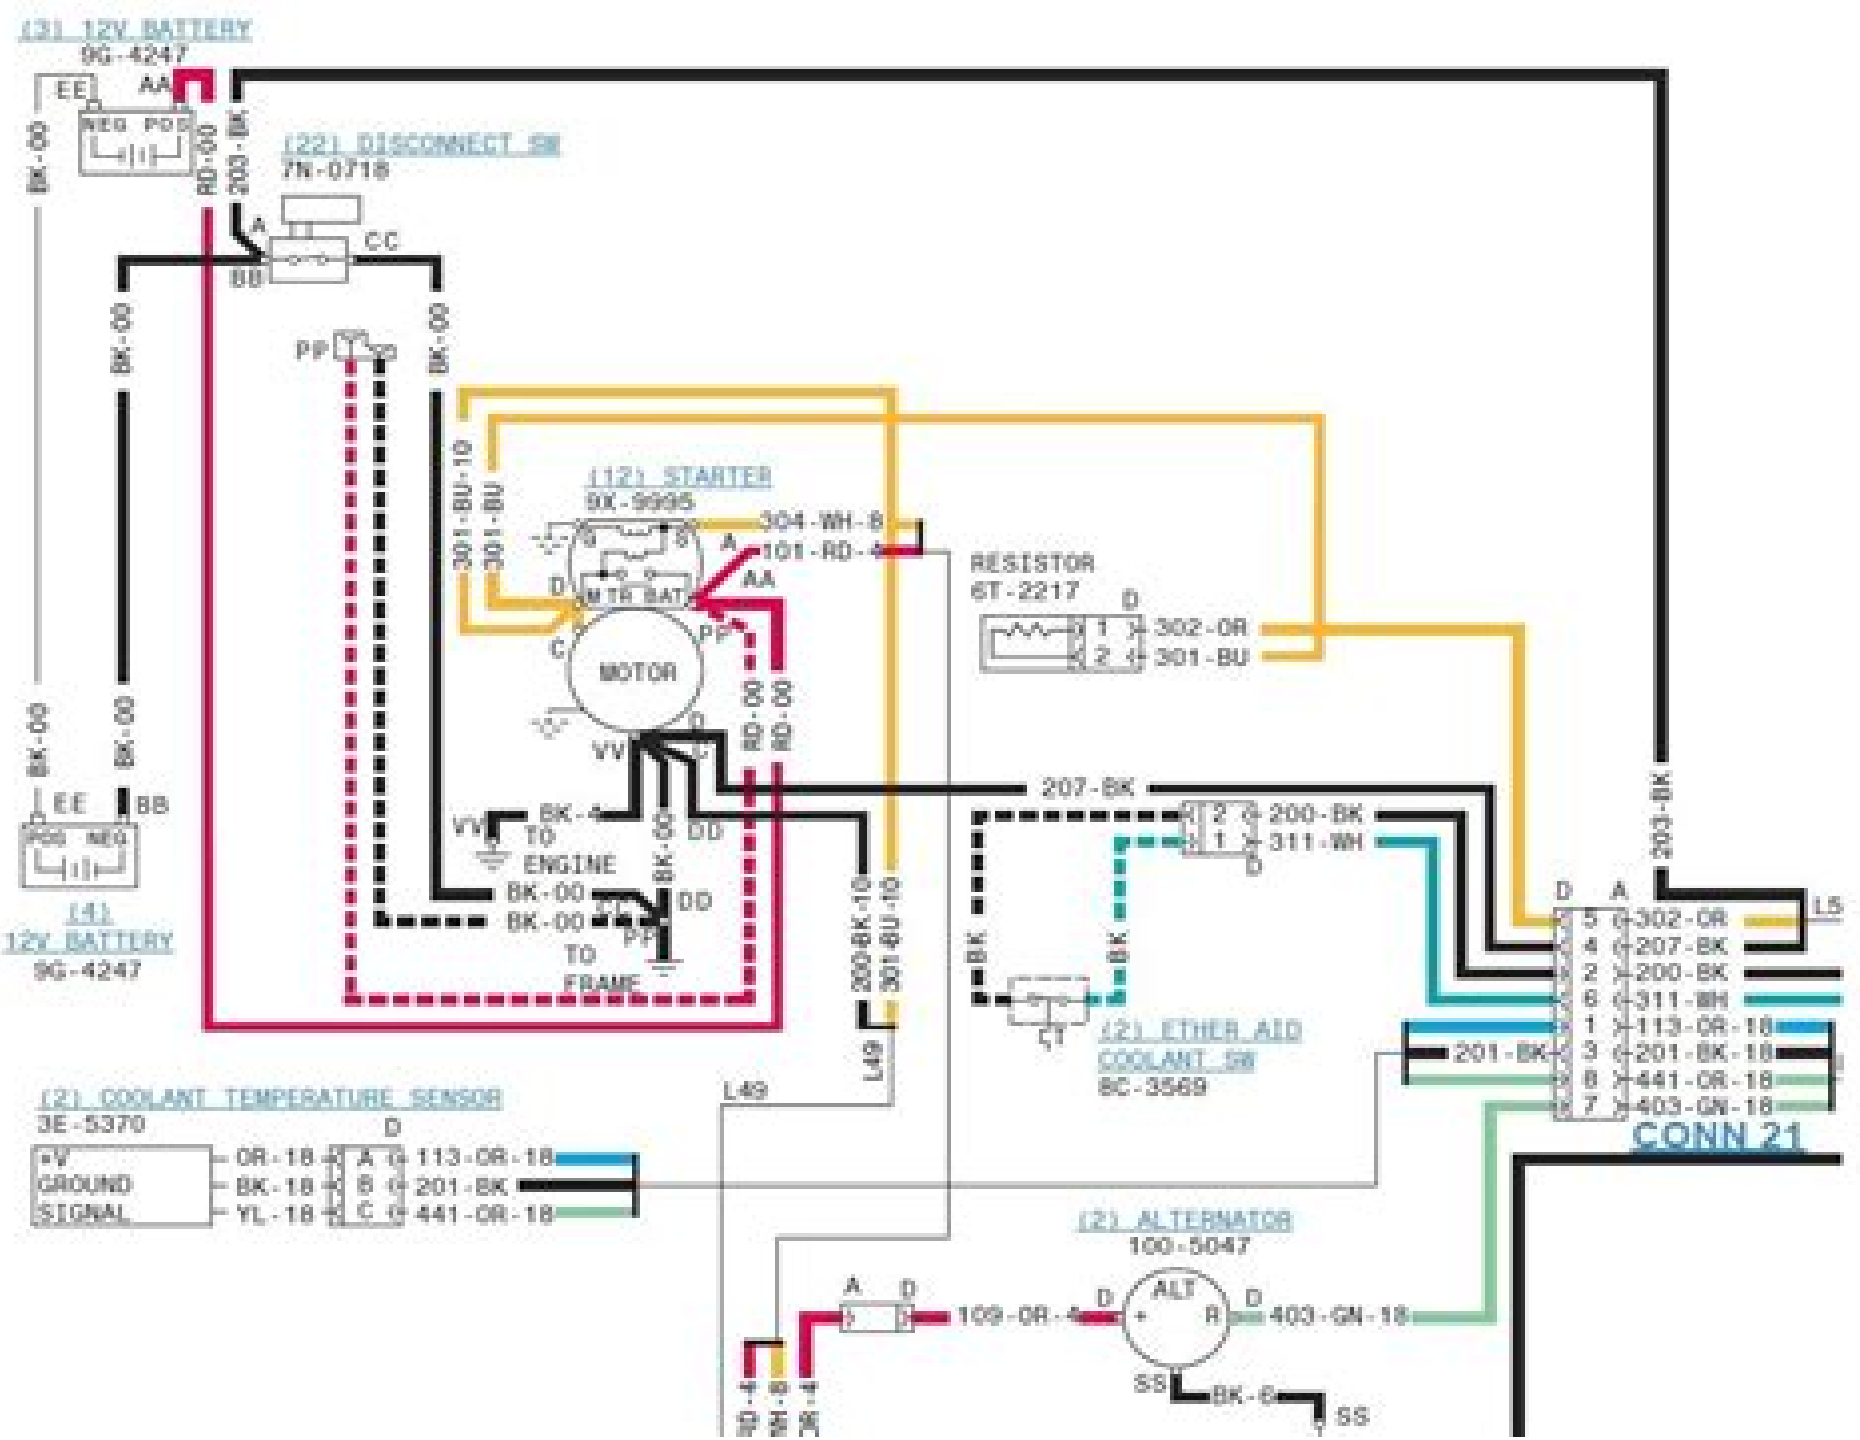 (3) 12V BATTERY
9G-4247
EE
AA
NEG POS
BK-00
RD-00
203-BK
(22) DISCONNECT SW
7N-0718
A
CC
BB
BK-00
BK-00
PP
301-BU-10
301-BU
(12) STARTER
9X-9995
G
S
304-WH-8
A
101-RD-4
AA
D
MTR BAT
PP
C
MOTOR
RESISTOR
6T-2217
D
1
302-OR
2
301-BU
RD-00
RD-00
BK-00
BK-00
D
C
VV
207-BK
203-BK
EE
BB
POS NEG
(4)
12V BATTERY
9G-4247
VV
BK-4
TO
ENGINE
BK-00
DD
BK-00
DD
BK-00
PP
TO
FRAME
200-BK-10
301-BU-10
2
200-BK
1
311-WH
D
BK
BK
(2) ETHER AID
COOLANT SW
8C-3569
D
A
L5
5
302-OR
4
207-BK
2
200-BK
6
311-WH
1
113-OR-18
201-BK
3
201-BK-18
8
441-OR-18
7
403-GN-18
CONN 21
L49
L49
(2) COOLANT TEMPERATURE SENSOR
3E-5370
D
+V
OR-18
A
113-OR-18
GROUND
BK-18
B
201-BK
SIGNAL
YL-18
C
441-OR-18
(2) ALTERNATOR
100-5047
A
D
109-OR-4
D
ALT
+
R
D
403-GN-18
SS
BK-6
SS
RD-4
WH-8
OR-4